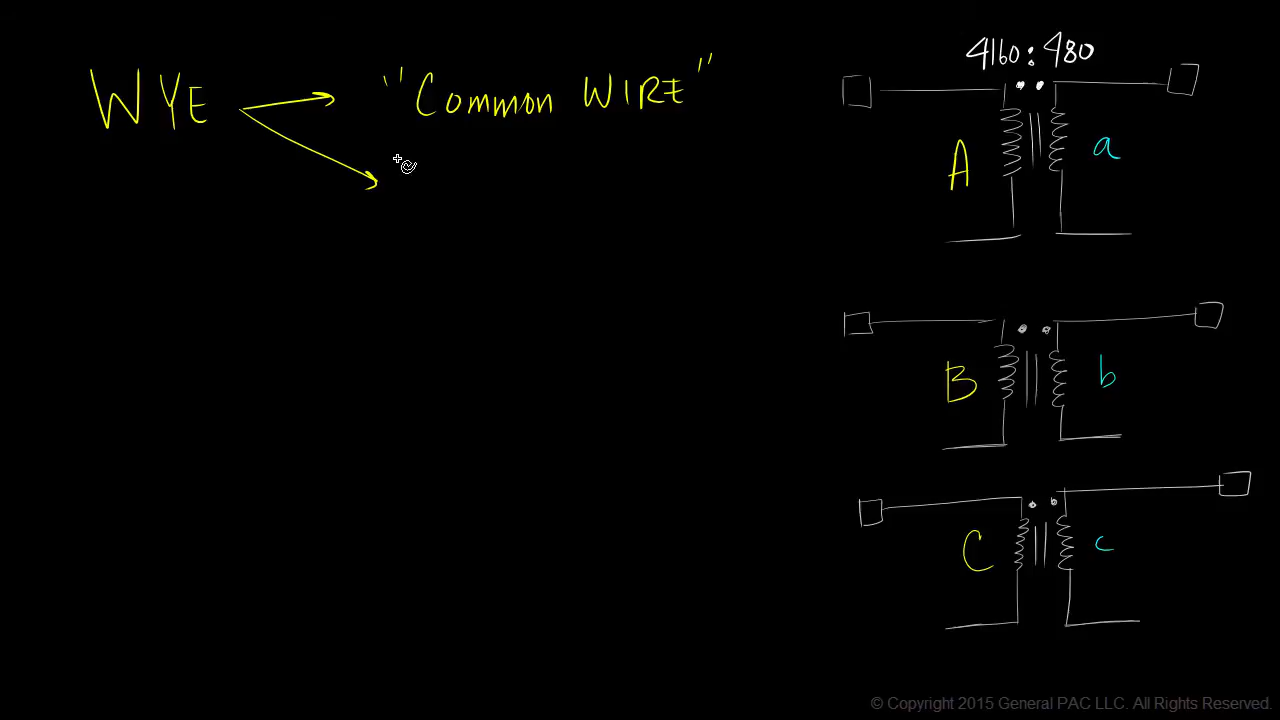 WYE
"Common WIRE"
4160:480
A
a
B
b
C
c
© Copyright 2015 General PAC LLC. All Rights Reserved.